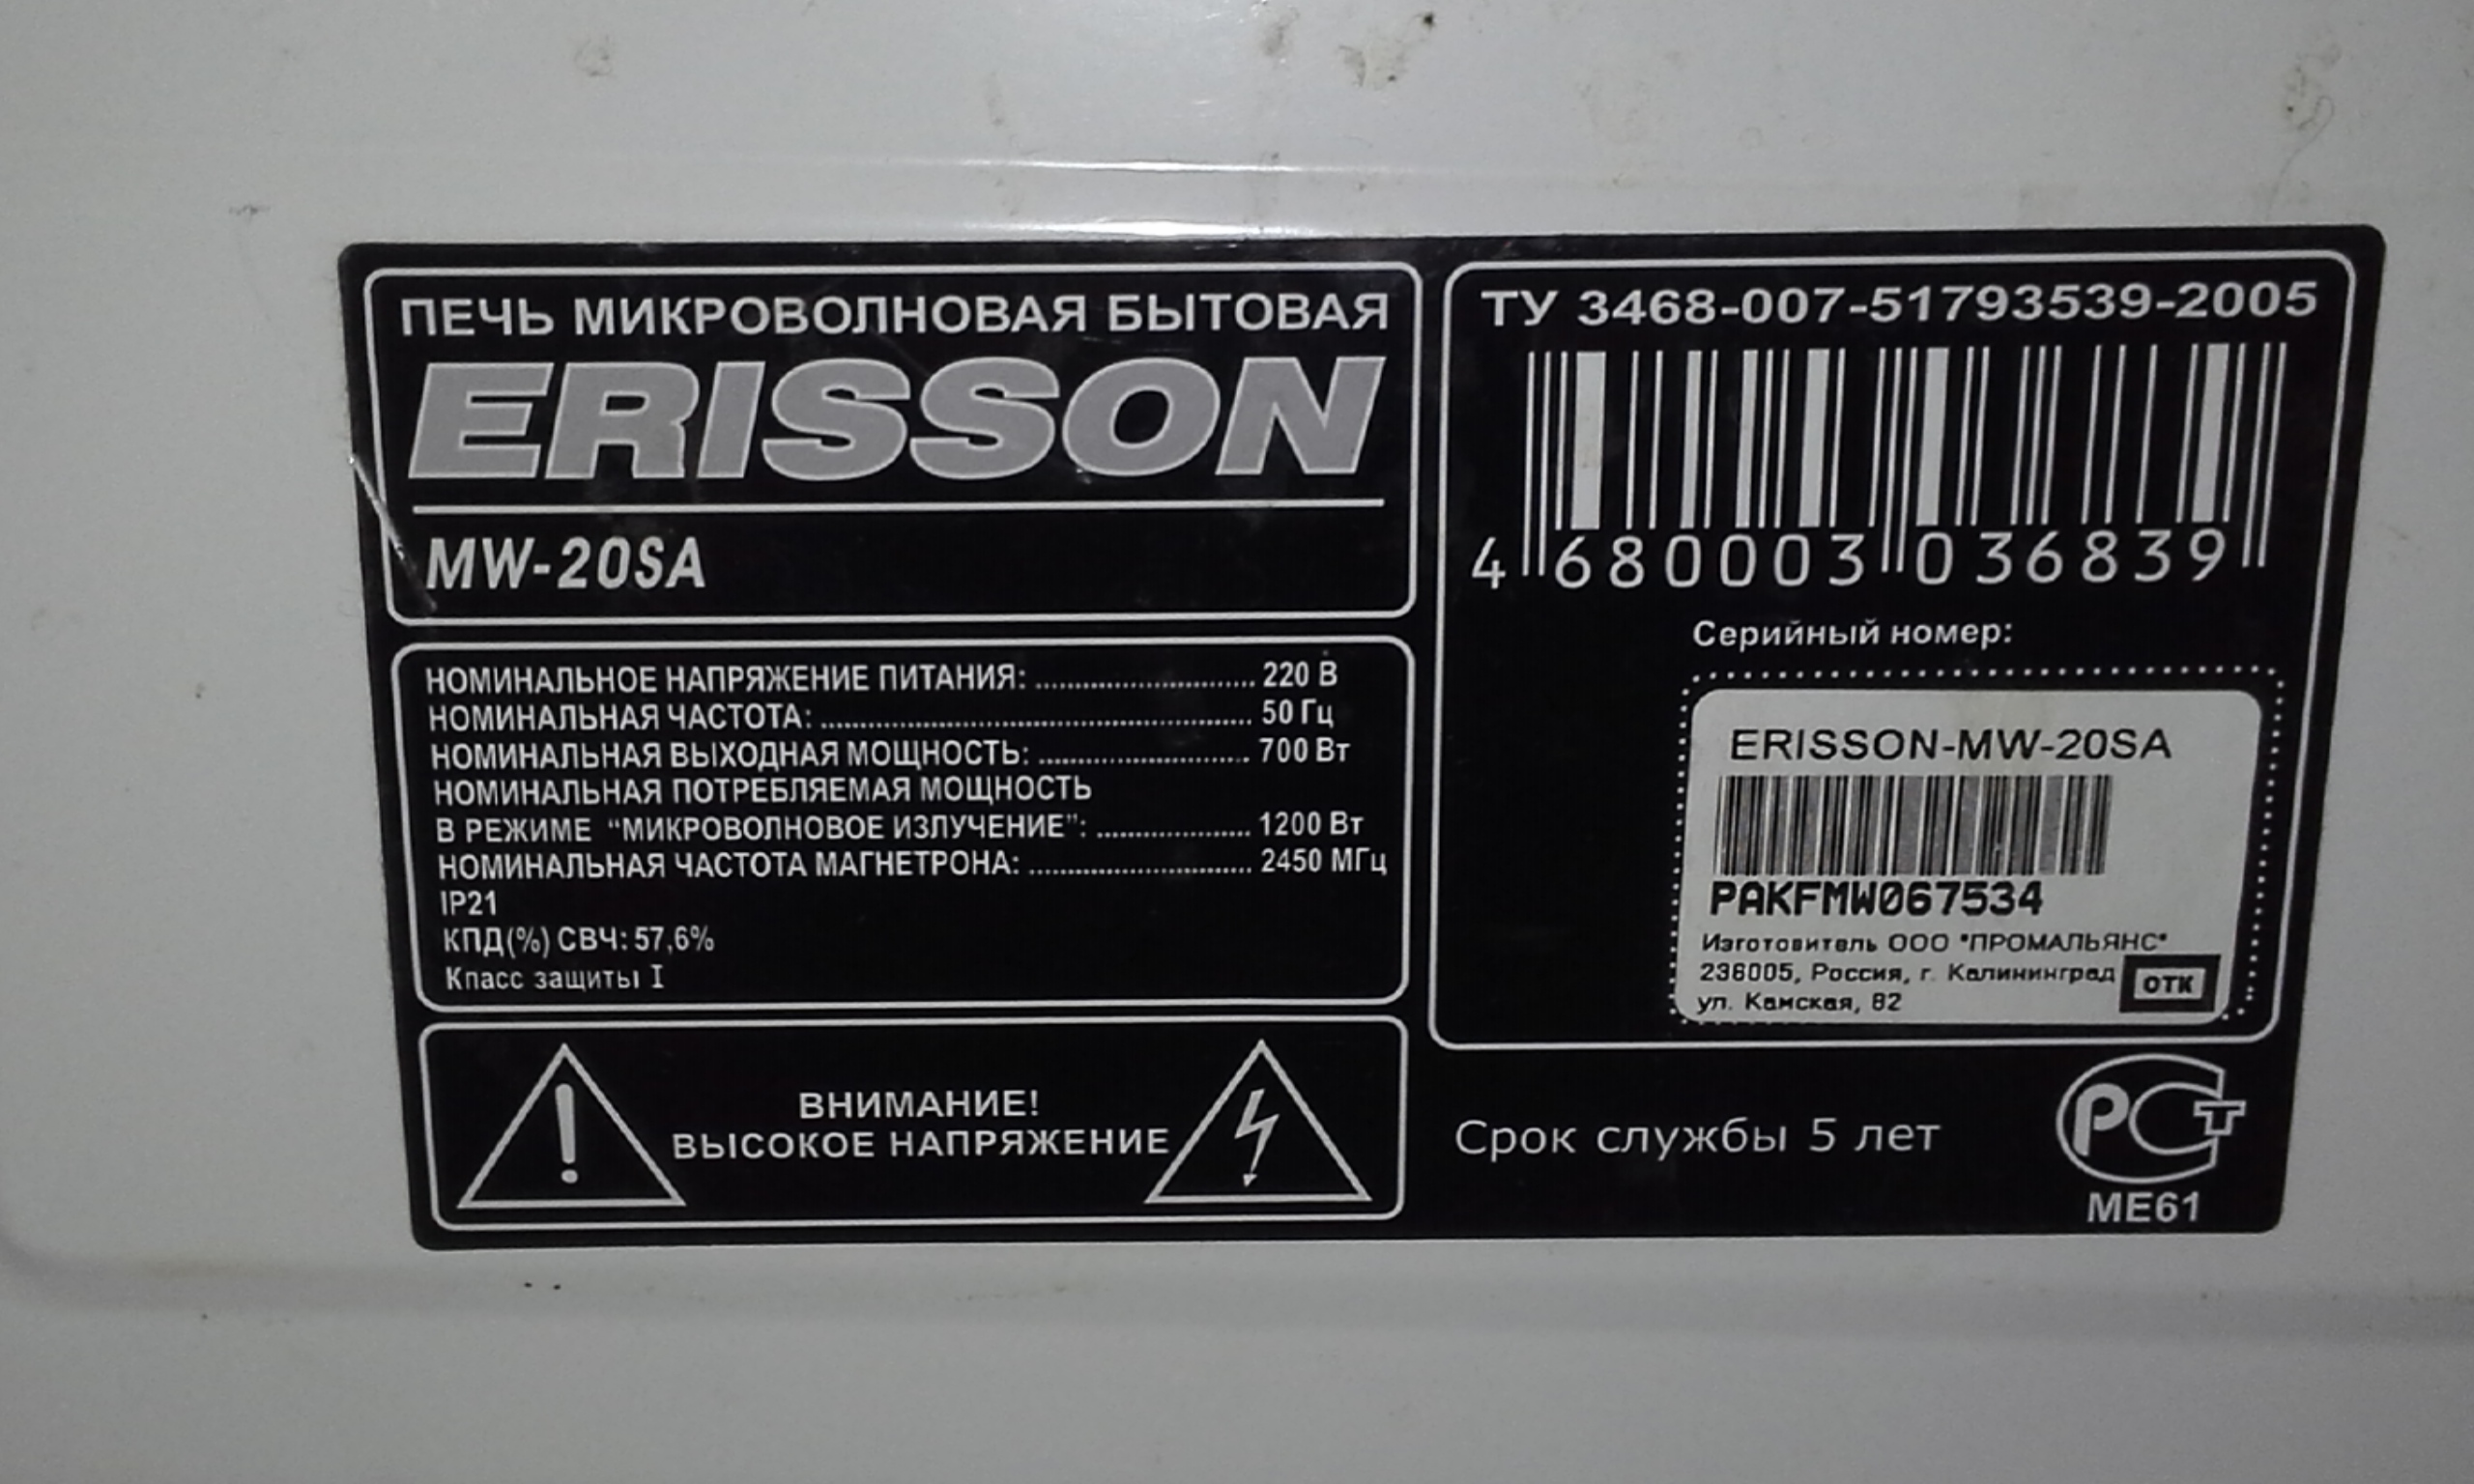 ПЕЧЬ МИКРОВОЛНОВАЯ БЫТОВАЯ
ERISSON
MW-20SA
НОМИНАЛЬНОЕ НАПРЯЖЕНИЕ ПИТАНИЯ: ........................... 220 В
НОМИНАЛЬНАЯ ЧАСТОТА: ..................................................... 50 Гц
НОМИНАЛЬНАЯ ВЫХОДНАЯ МОЩНОСТЬ: .......................... 700 Вт
НОМИНАЛЬНАЯ ПОТРЕБЛЯЕМАЯ МОЩНОСТЬ
В РЕЖИМЕ “МИКРОВОЛНОВОЕ ИЗЛУЧЕНИЕ”: ................... 1200 Вт
НОМИНАЛЬНАЯ ЧАСТОТА МАГНЕТРОНА: ........................... 2450 МГц
IP21
КПД(%) СВЧ: 57,6%
Класс защиты I
ВНИМАНИЕ!
ВЫСОКОЕ НАПРЯЖЕНИЕ
ТУ 3468-007-51793539-2005
4 680003 036839
Серийный номер:
ERISSON-MW-20SA
PAKFMW067534
Изготовитель ООО "ПРОМАЛЬЯНС"
236005, Россия, г. Калининград
ул. Камская, 82
ОТК
Срок службы 5 лет
РСТ
ME61